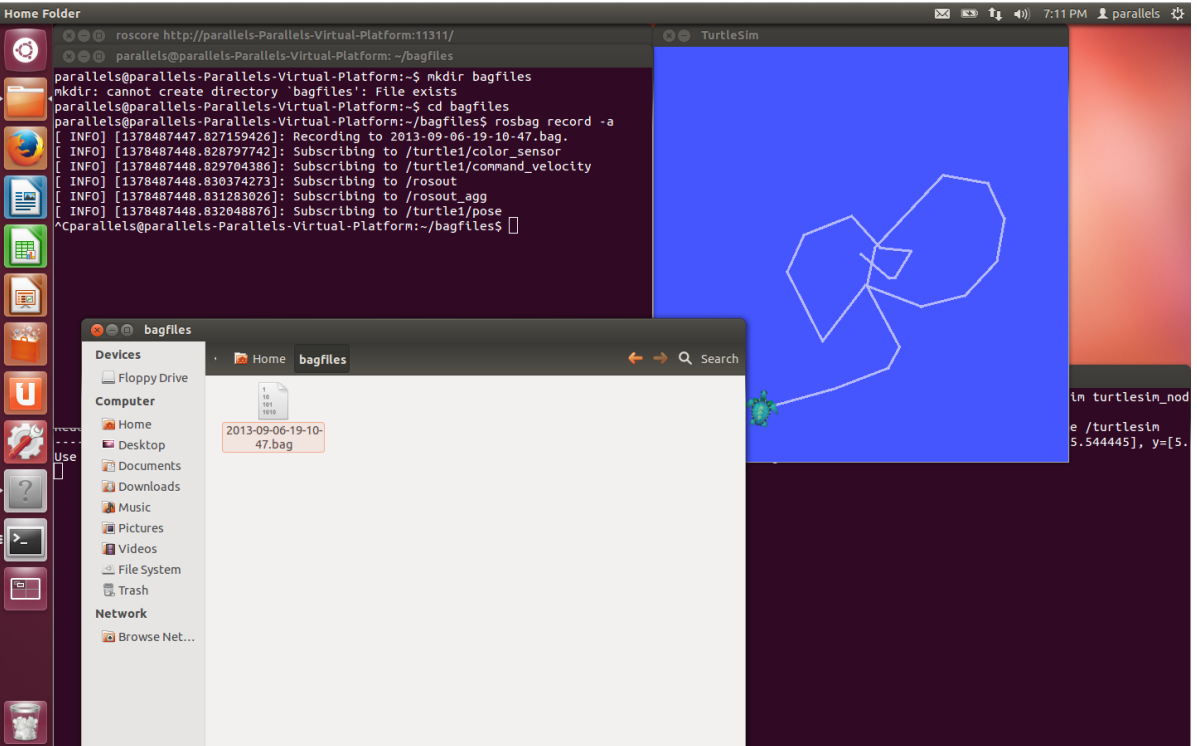 Home Folder
7:11 PM parallels
roscore http://parallels-Parallels-Virtual-Platform:11311/
parallels@parallels-Parallels-Virtual-Platform: ~/bagfiles
parallels@parallels-Parallels-Virtual-Platform:~$ mkdir bagfiles
mkdir: cannot create directory `bagfiles': File exists
parallels@parallels-Parallels-Virtual-Platform:~$ cd bagfiles
parallels@parallels-Parallels-Virtual-Platform:~/bagfiles$ rosbag record -a
[ INFO] [1378487447.827159426]: Recording to 2013-09-06-19-10-47.bag.
[ INFO] [1378487448.828797742]: Subscribing to /turtle1/color_sensor
[ INFO] [1378487448.829704386]: Subscribing to /turtle1/command_velocity
[ INFO] [1378487448.830374273]: Subscribing to /rosout
[ INFO] [1378487448.831283026]: Subscribing to /rosout_agg
[ INFO] [1378487448.832048876]: Subscribing to /turtle1/pose
^Cparallels@parallels-Parallels-Virtual-Platform:~/bagfiles$
TurtleSim
bagfiles
Devices
Floppy Drive
Computer
Home
Desktop
Documents
Downloads
Music
Pictures
Videos
File System
Trash
Network
Browse Net...
Home bagfiles
Search
1
10
101
1010
2013-09-06-19-10-
47.bag
----
Use
im turtlesim_nod
e /turtlesim
5.544445], y=[5.